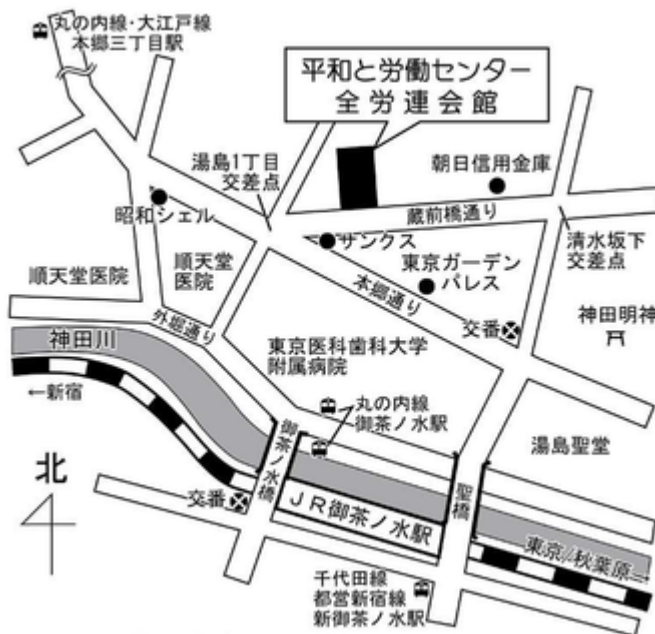 丸の内線・大江戸線
本郷三丁目駅
平和と労働センター
全労連会館
湯島1丁目
交差点
朝日信用金庫
昭和シェル
蔵前橋通り
サンクス
清水坂下
交差点
順天堂医院
順天堂
医院
東京ガーデン
パレス
本郷通り
神田明神
外堀通り
交番
神田川
東京医科歯科大学
附属病院
←新宿
丸の内線
御茶ノ水駅
湯島聖堂
御茶ノ水橋
北
聖橋
交番
JR御茶ノ水駅
東京/秋葉原→
千代田線
都営新宿線
新御茶ノ水駅